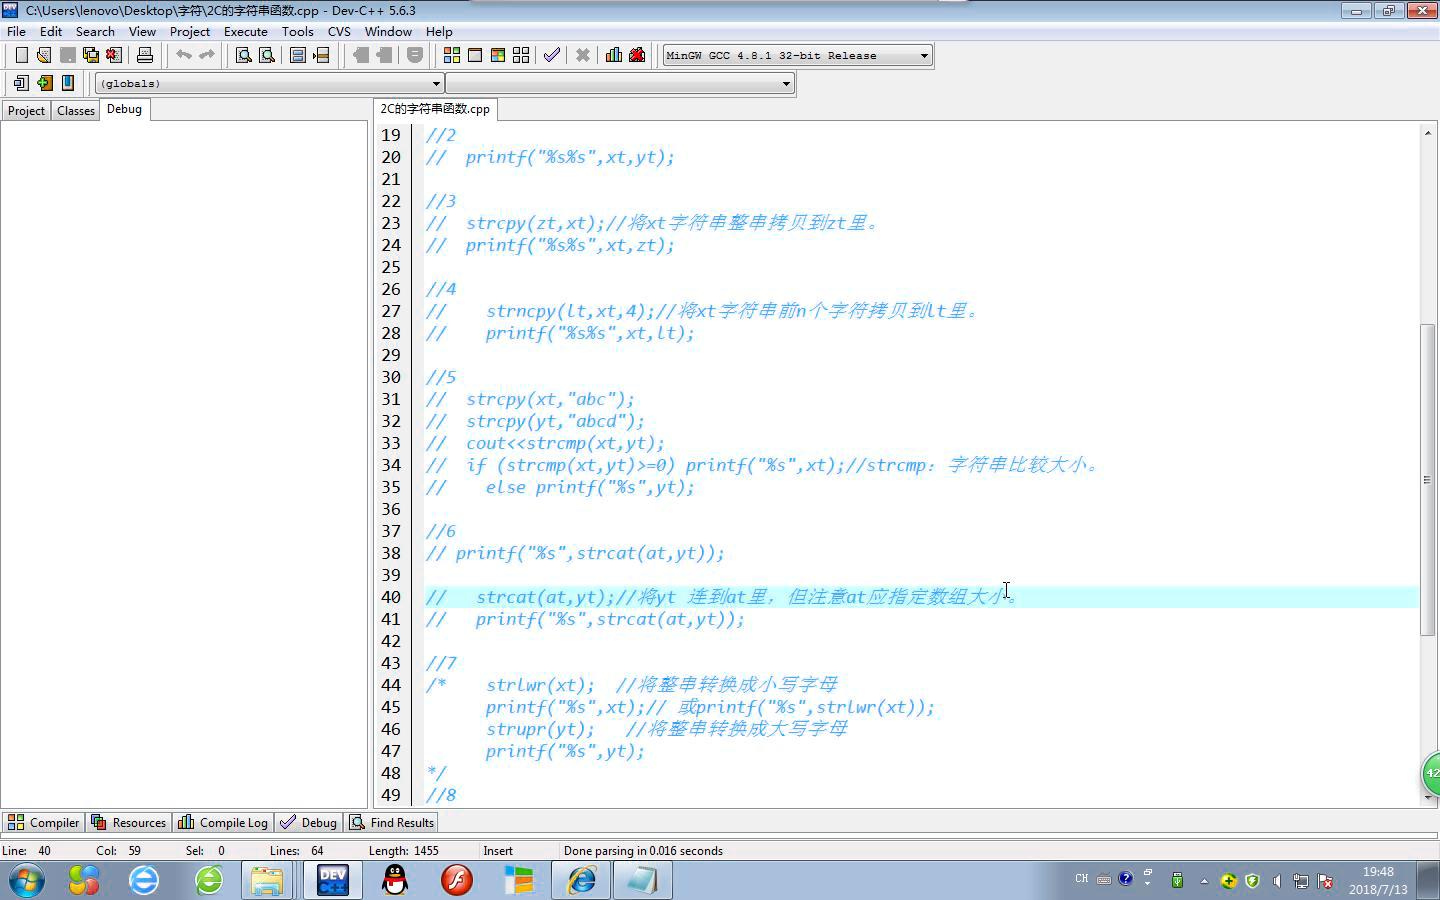 C:\Users\lenovo\Desktop\字符\2C的字符串函数.cpp - Dev-C++ 5.6.3
File Edit Search View Project Execute Tools CVS Window Help
MinGW GCC 4.8.1 32-bit Release
(globals)
Project Classes Debug
2C的字符串函数.cpp
19 //2
20 //  printf("%s%s",xt,yt);
21
22 //3
23 //  strcpy(zt,xt);//将xt字符串整串拷贝到zt里。
24 //  printf("%s%s",xt,zt);
25
26 //4
27 //    strncpy(lt,xt,4);//将xt字符串前n个字符拷贝到lt里。
28 //    printf("%s%s",xt,lt);
29
30 //5
31 //  strcpy(xt,"abc");
32 //  strcpy(yt,"abcd");
33 //  cout<<strcmp(xt,yt);
34 //  if (strcmp(xt,yt)>=0) printf("%s",xt);//strcmp：字符串比较大小。
35 //    else printf("%s",yt);
36
37 //6
38 // printf("%s",strcat(at,yt));
39
40 //   strcat(at,yt);//将yt 连到at里，但注意at应指定数组大小。
41 //   printf("%s",strcat(at,yt));
42
43 //7
44 /*    strlwr(xt);  //将整串转换成小写字母
45       printf("%s",xt);// 或printf("%s",strlwr(xt));
46       strupr(yt);   //将整串转换成大写字母
47       printf("%s",yt);
48 */
49 //8
42
Compiler Resources Compile Log Debug Find Results
Line: 40 Col: 59 Sel: 0 Lines: 64 Length: 1455 Insert Done parsing in 0.016 seconds
DEV C++
CH
19:48
2018/7/13